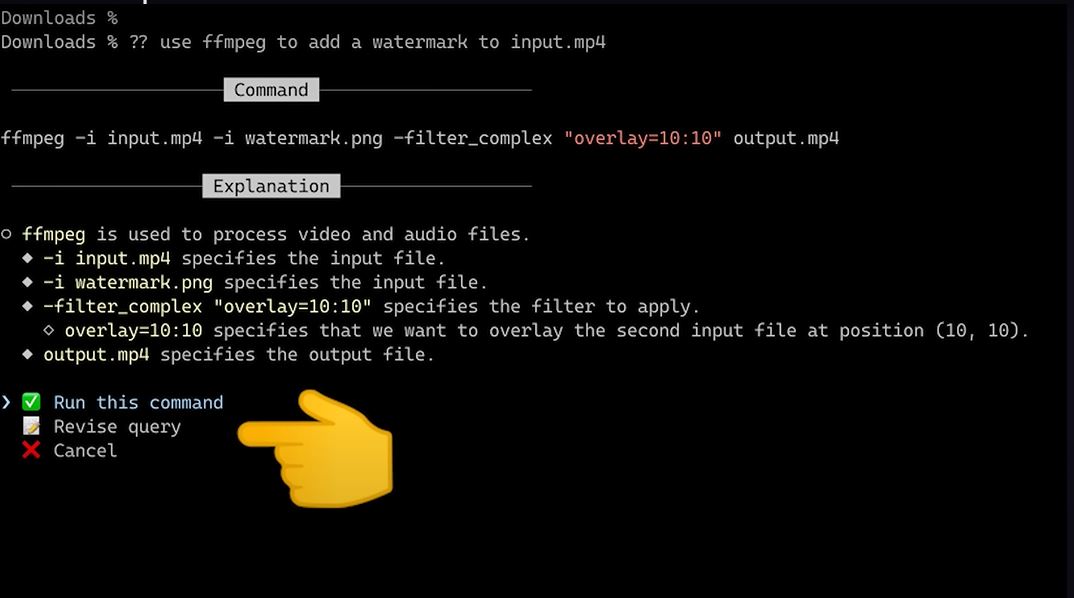 Downloads %
Downloads % ?? use ffmpeg to add a watermark to input.mp4
Command
ffmpeg -i input.mp4 -i watermark.png -filter_complex "overlay=10:10" output.mp4
Explanation
○ ffmpeg is used to process video and audio files.
◆ -i input.mp4 specifies the input file.
◆ -i watermark.png specifies the input file.
◆ -filter_complex "overlay=10:10" specifies the filter to apply.
◇ overlay=10:10 specifies that we want to overlay the second input file at position (10, 10).
◆ output.mp4 specifies the output file.
❯ ✅ Run this command
📝 Revise query
❌ Cancel